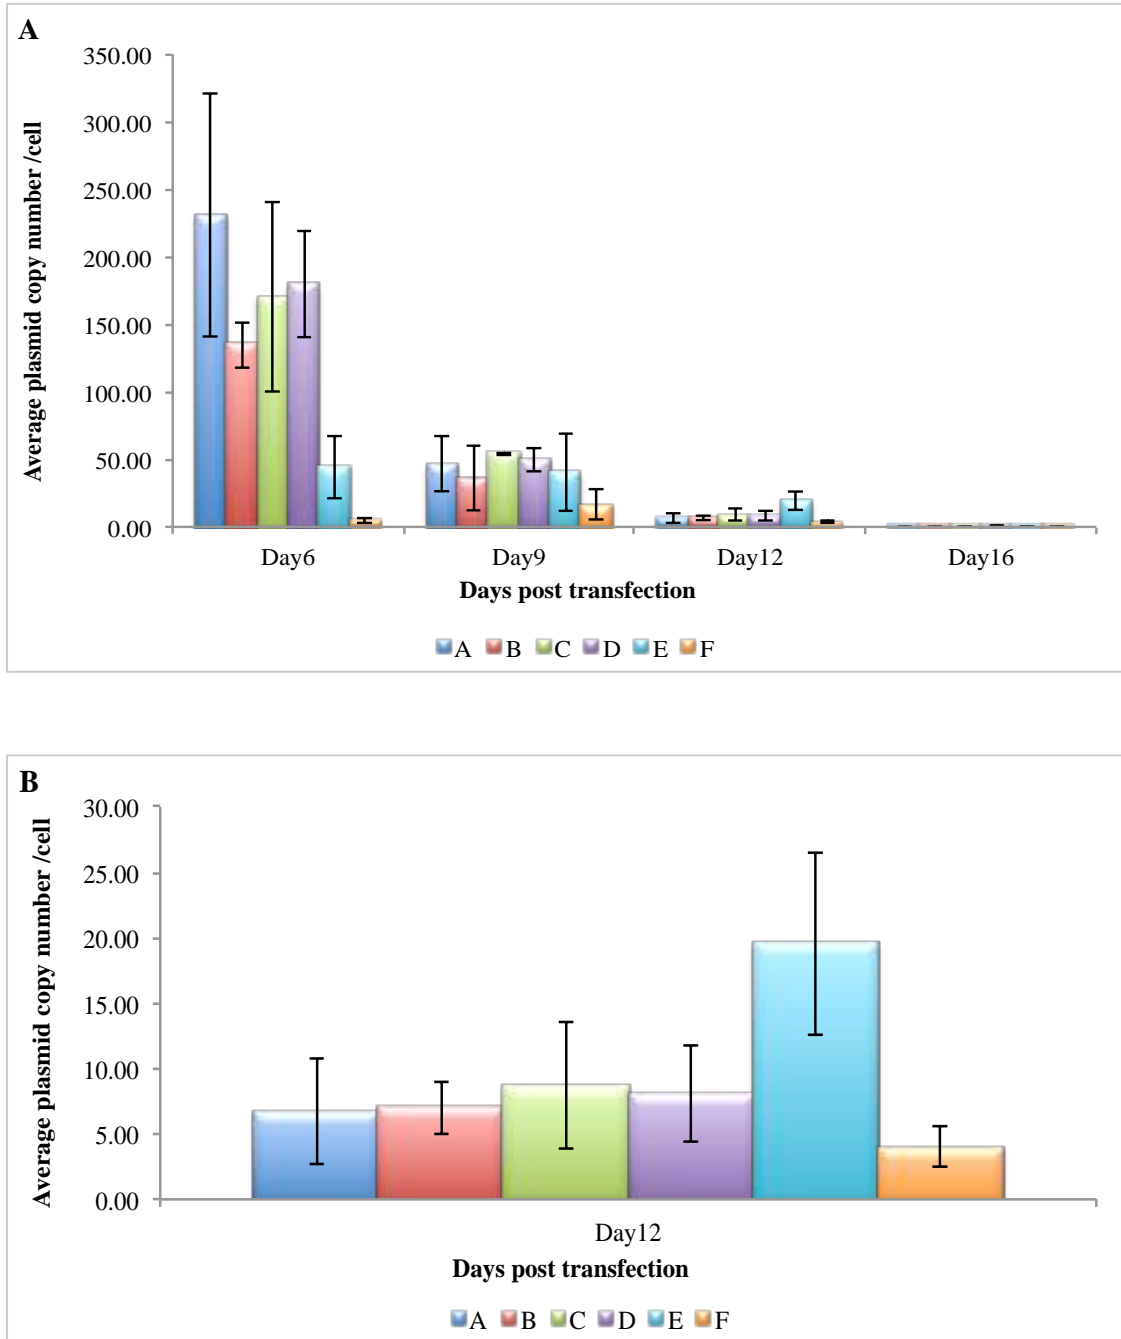 A
350.00
300.00
250.00
200.00
150.00
100.00
50.00
0.00
Average plasmid copy number /cell
Day6 Day9 Day12 Day16
Days post transfection
A B C D E F
B
30.00
25.00
20.00
15.00
10.00
5.00
0.00
Average plasmid copy number /cell
Day12
Days post transfection
A B C D E F